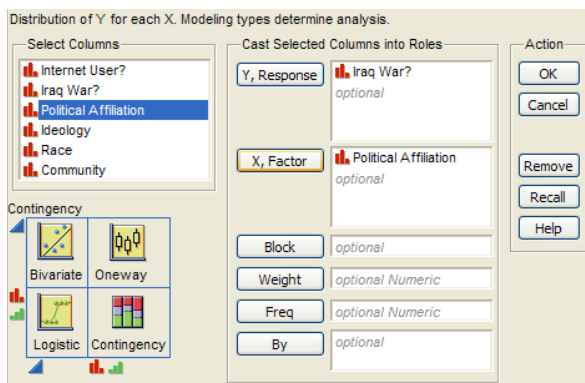 Distribution of Y for each X. Modeling types determine analysis.
Select Columns
Internet User?
Iraq War?
Political Affiliation
Ideology
Race
Community
Contingency
Bivariate
Oneway
Logistic
Contingency
Cast Selected Columns into Roles
Y, Response
Iraq War?
optional
X, Factor
Political Affiliation
optional
Block
optional
Weight
optional Numeric
Freq
optional Numeric
By
optional
Action
OK
Cancel
Remove
Recall
Help